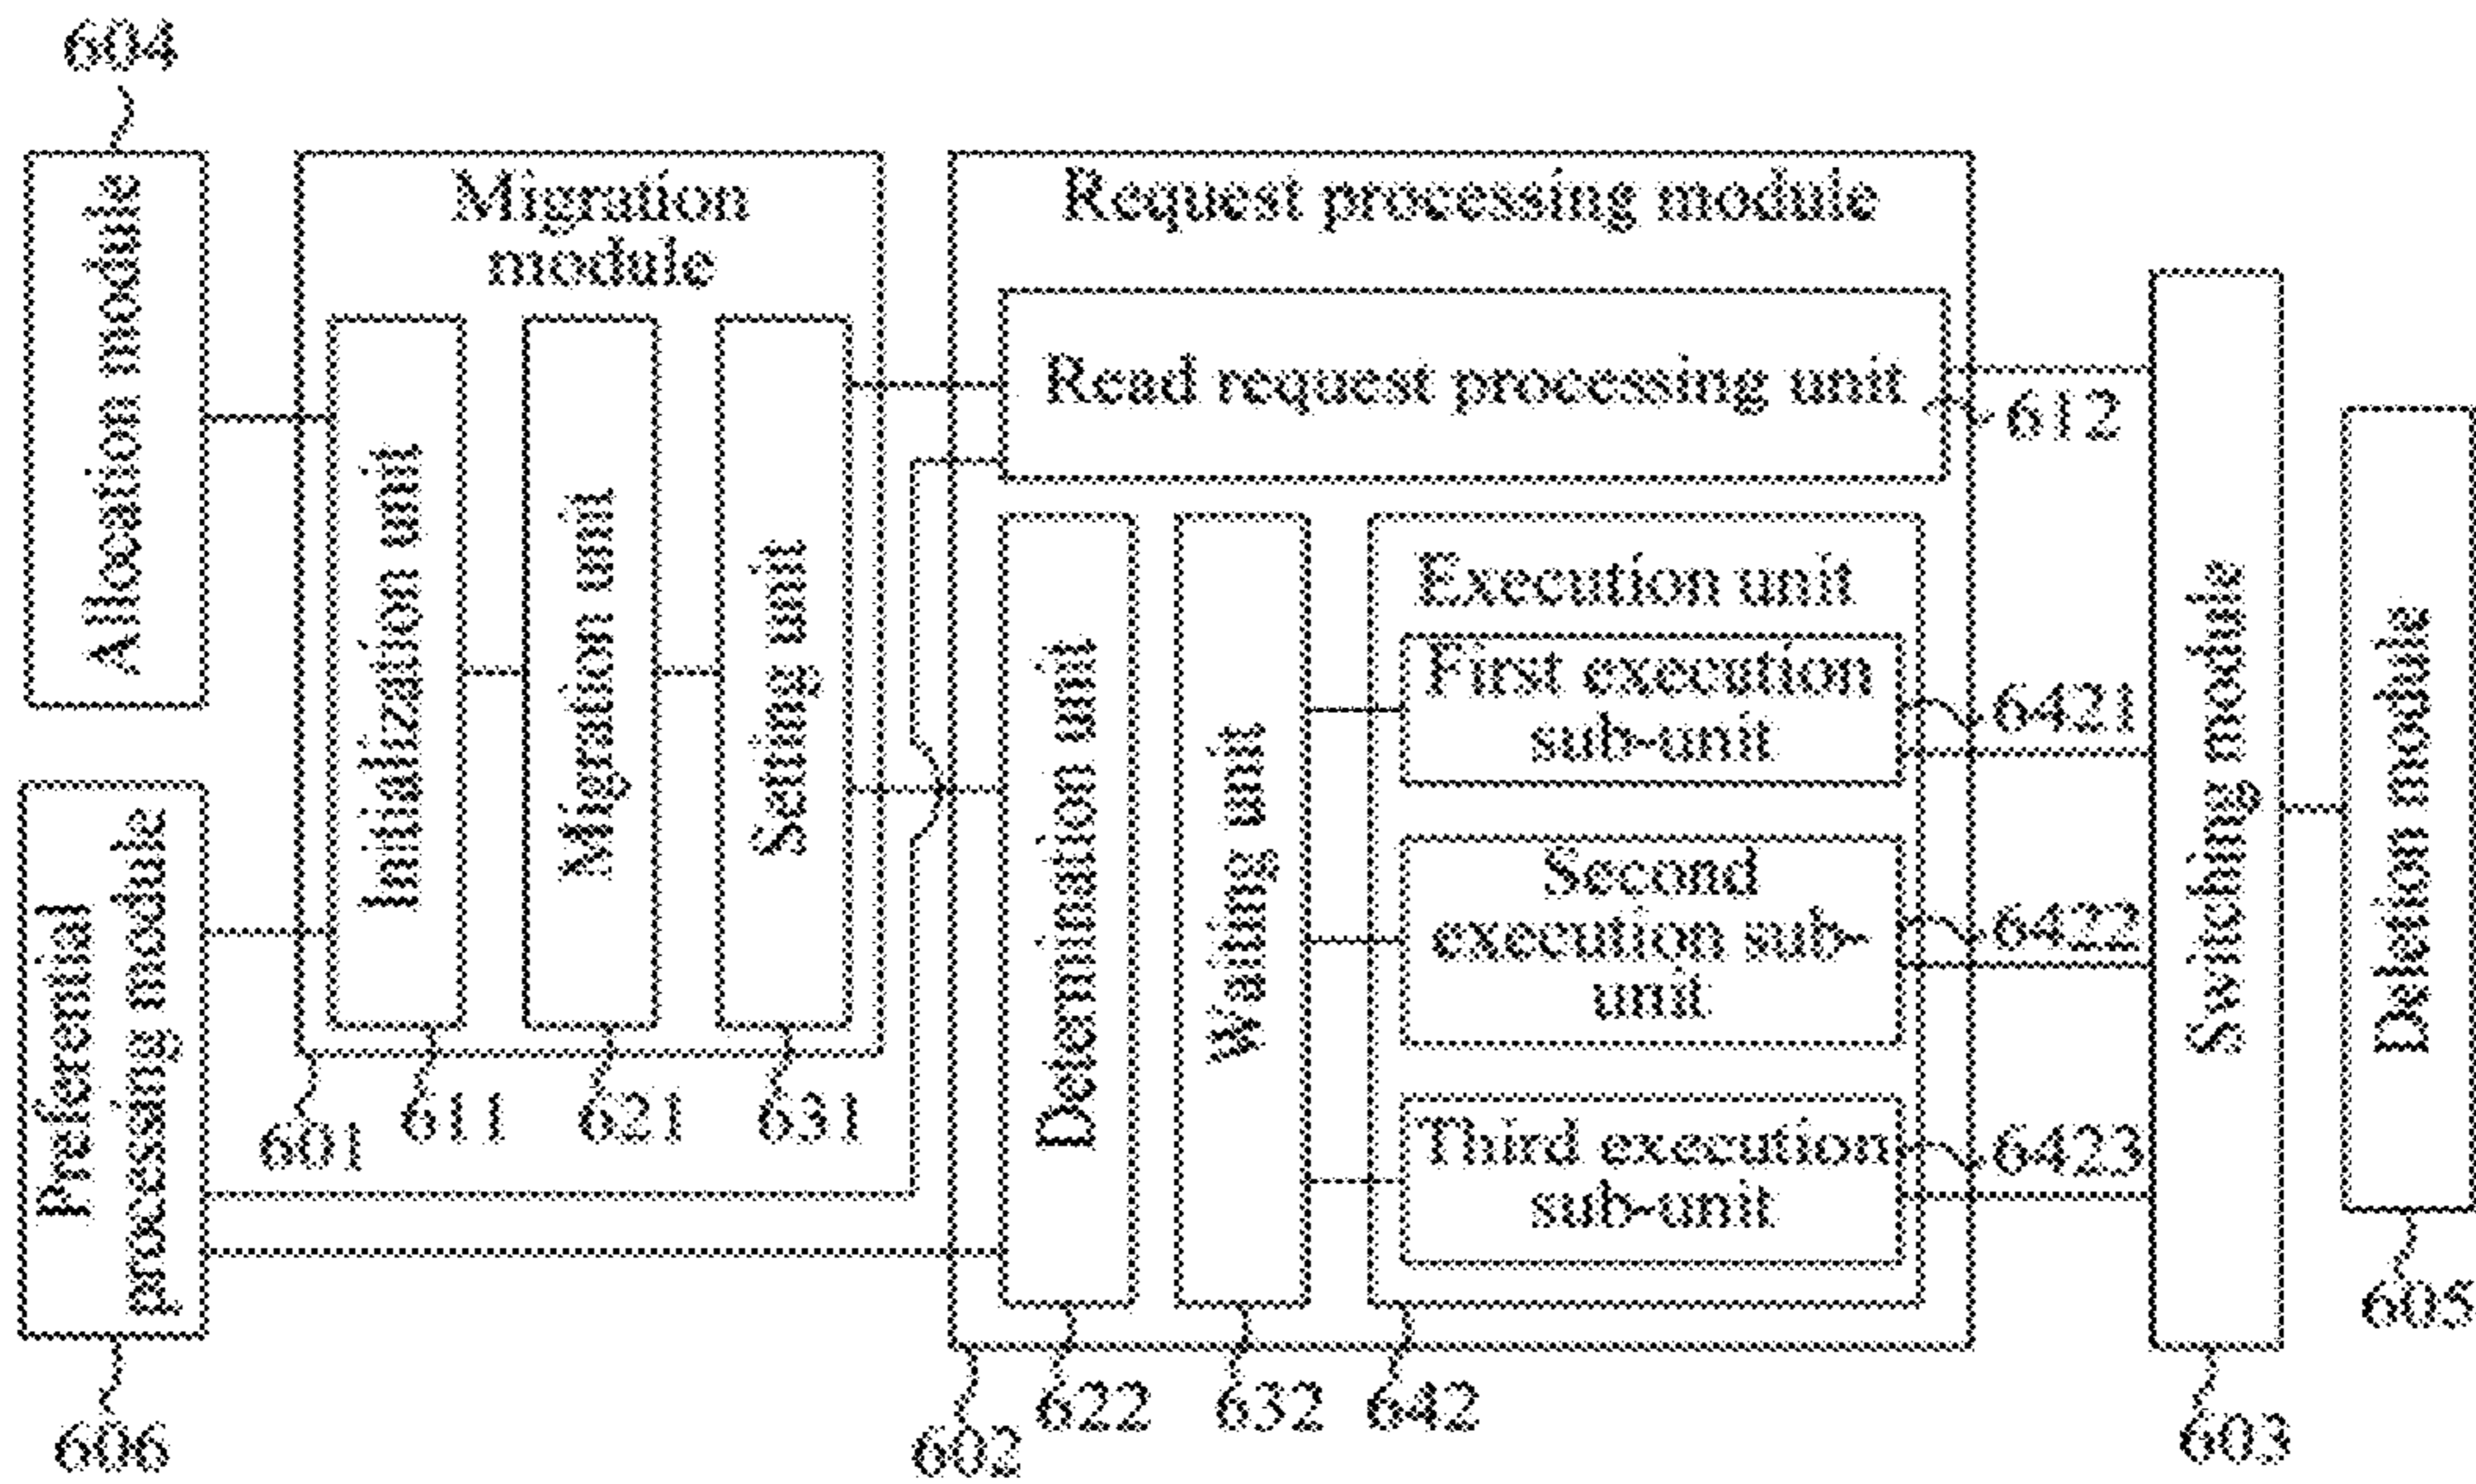 604
Allocation module
Migration
module
Initialization unit
Migration unit
Setting unit
Request processing module
Read request processing unit
612
Determination unit
Waiting unit
Execution unit
First execution
sub-unit
6421
Second
execution sub-
unit
6422
Third execution
sub-unit
6423
Switching module
Deletion module
Preferential
processing module
601
611
621
631
605
622
632
642
606
602
603